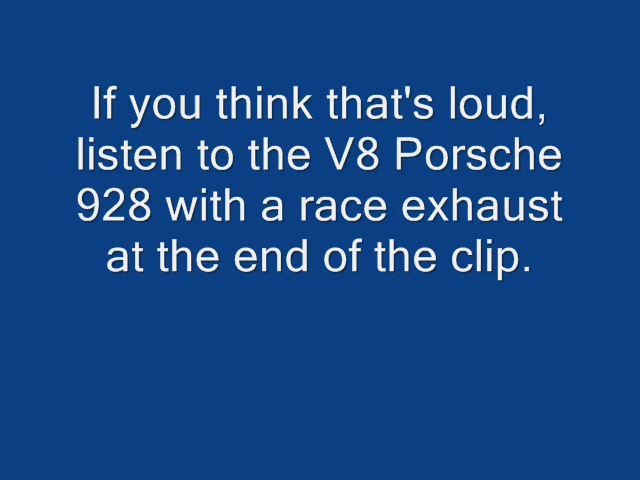 If you think that's loud,
listen to the V8 Porsche
928 with a race exhaust
at the end of the clip.